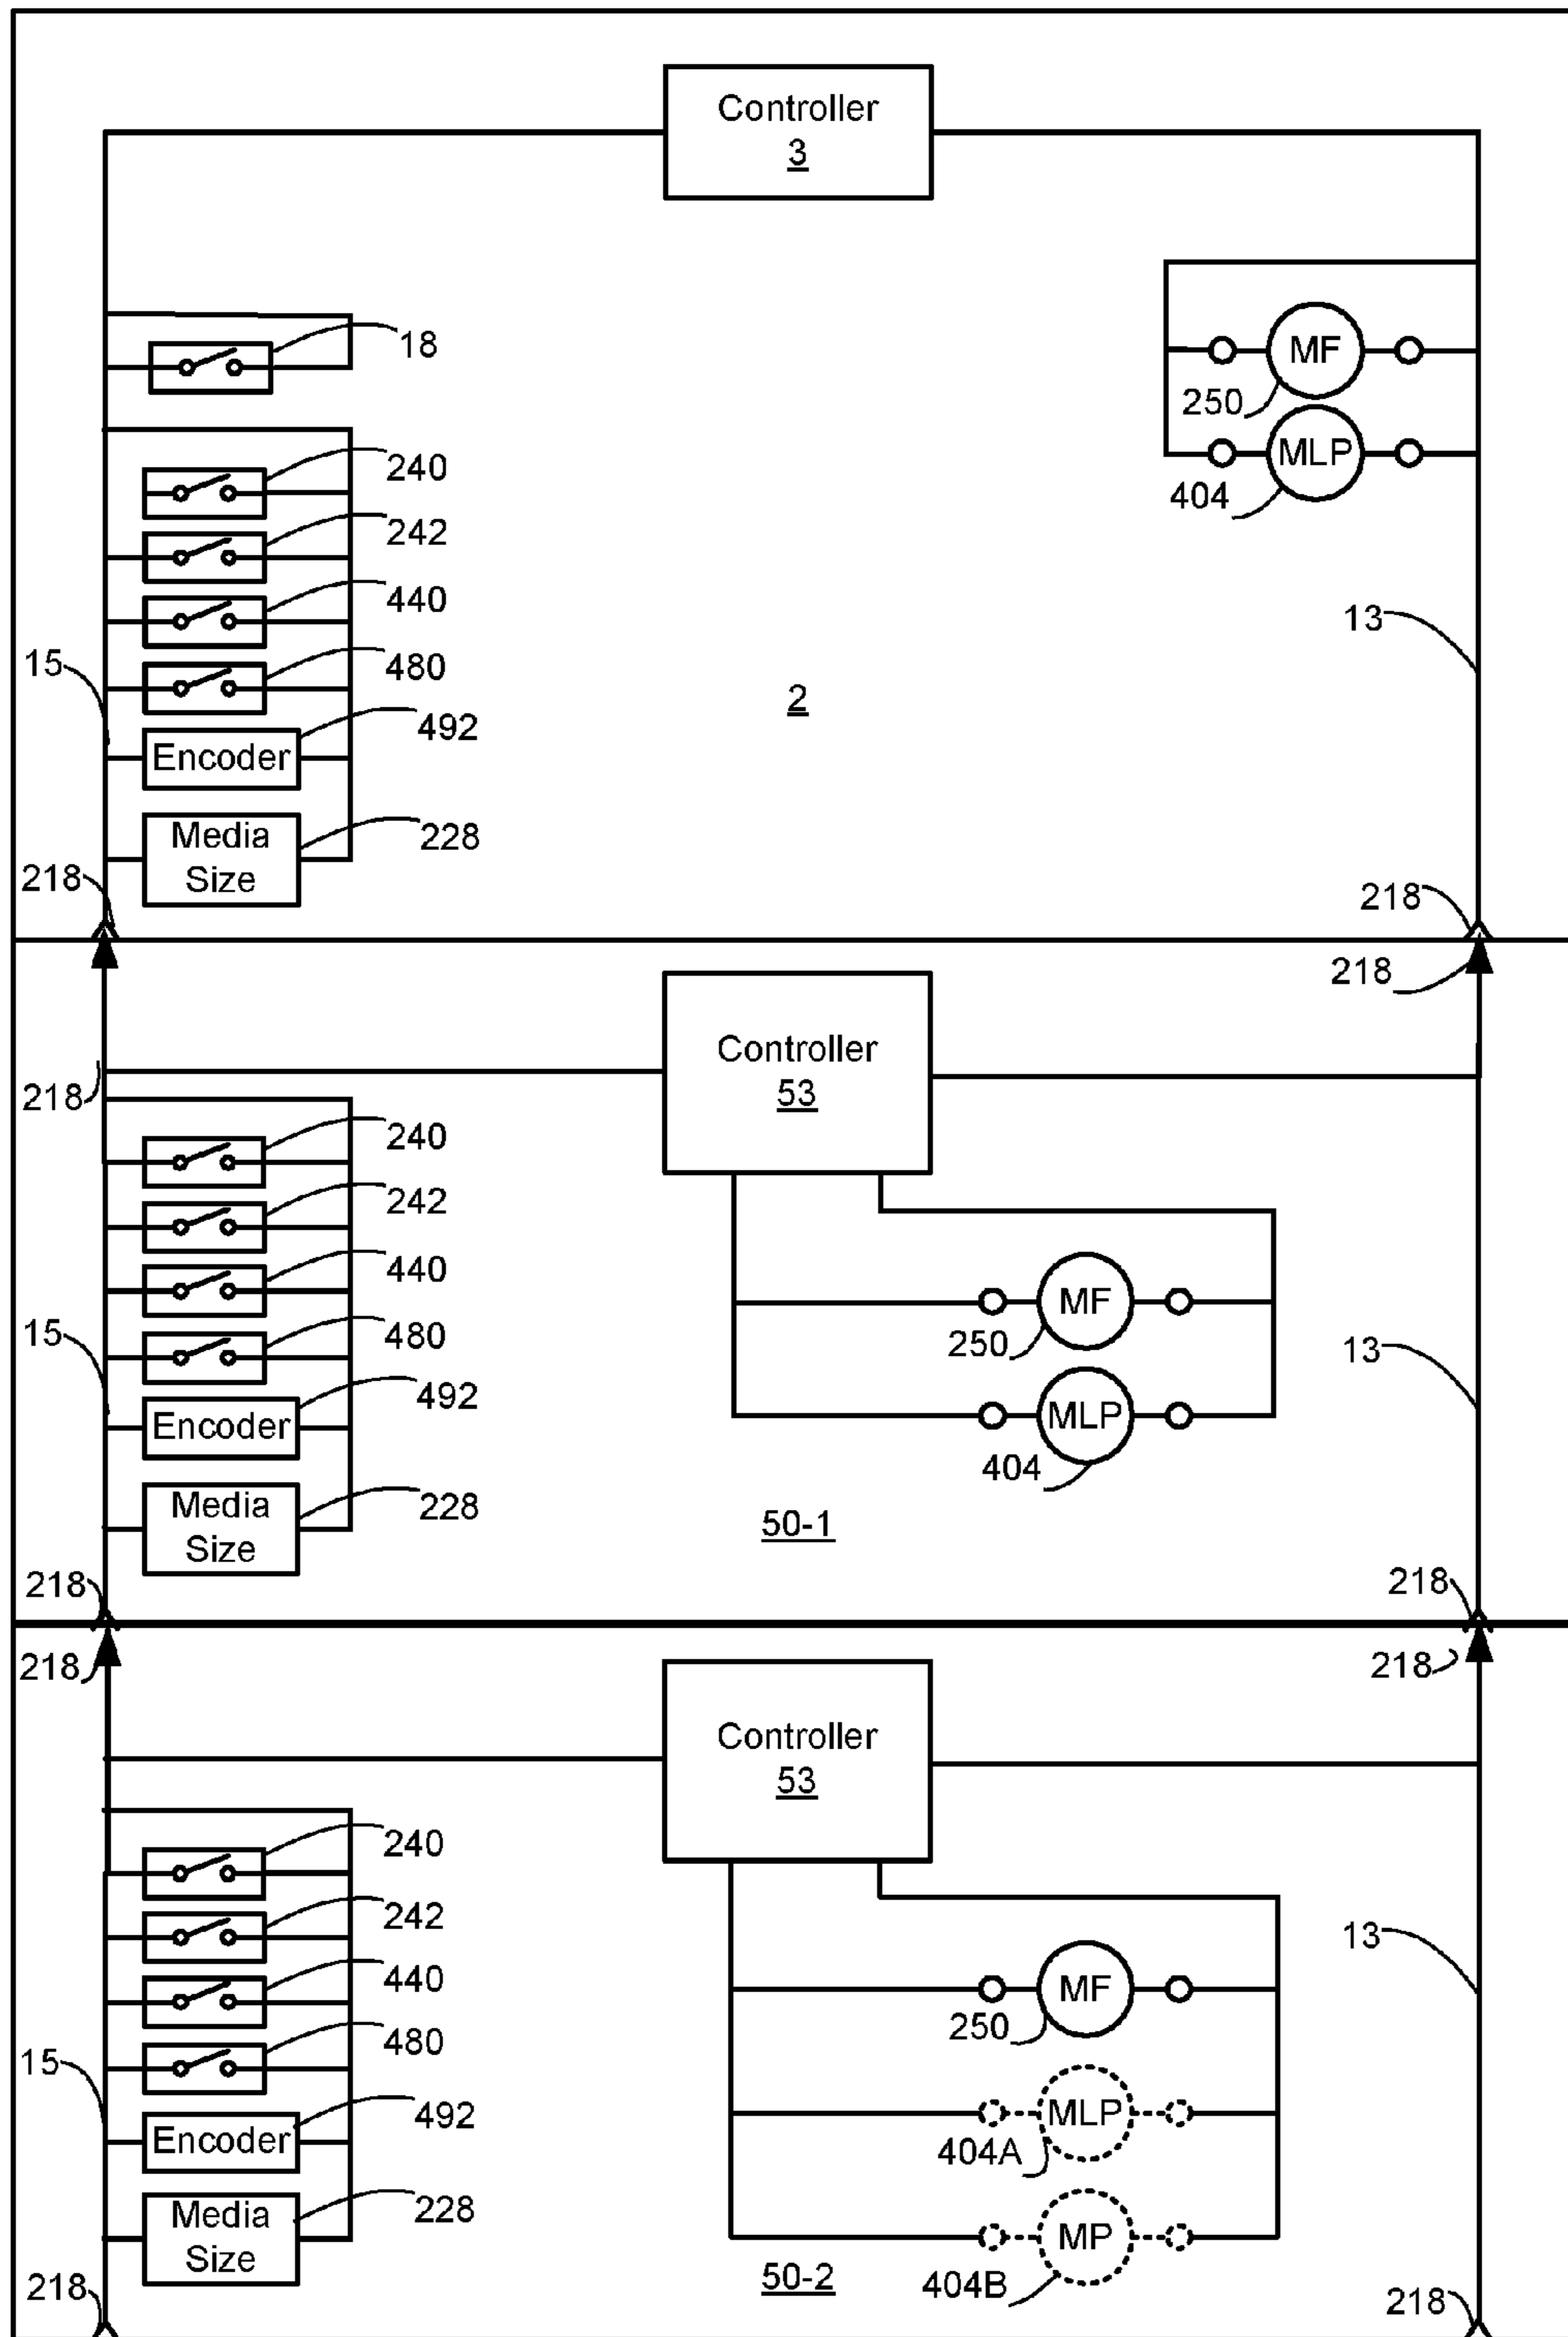 Controller
3
18
MF
250
240
MLP
404
242
440
13
15
480
2
492
Encoder
Media
Size
228
218
218
218
Controller
53
218
240
242
440
MF
250
15
480
13
492
Encoder
MLP
404
Media
Size
228
50-1
218
218
218
218
Controller
53
240
242
13
440
MF
250
480
15
492
Encoder
MLP
404A
Media
Size
228
MP
404B
50-2
218
218